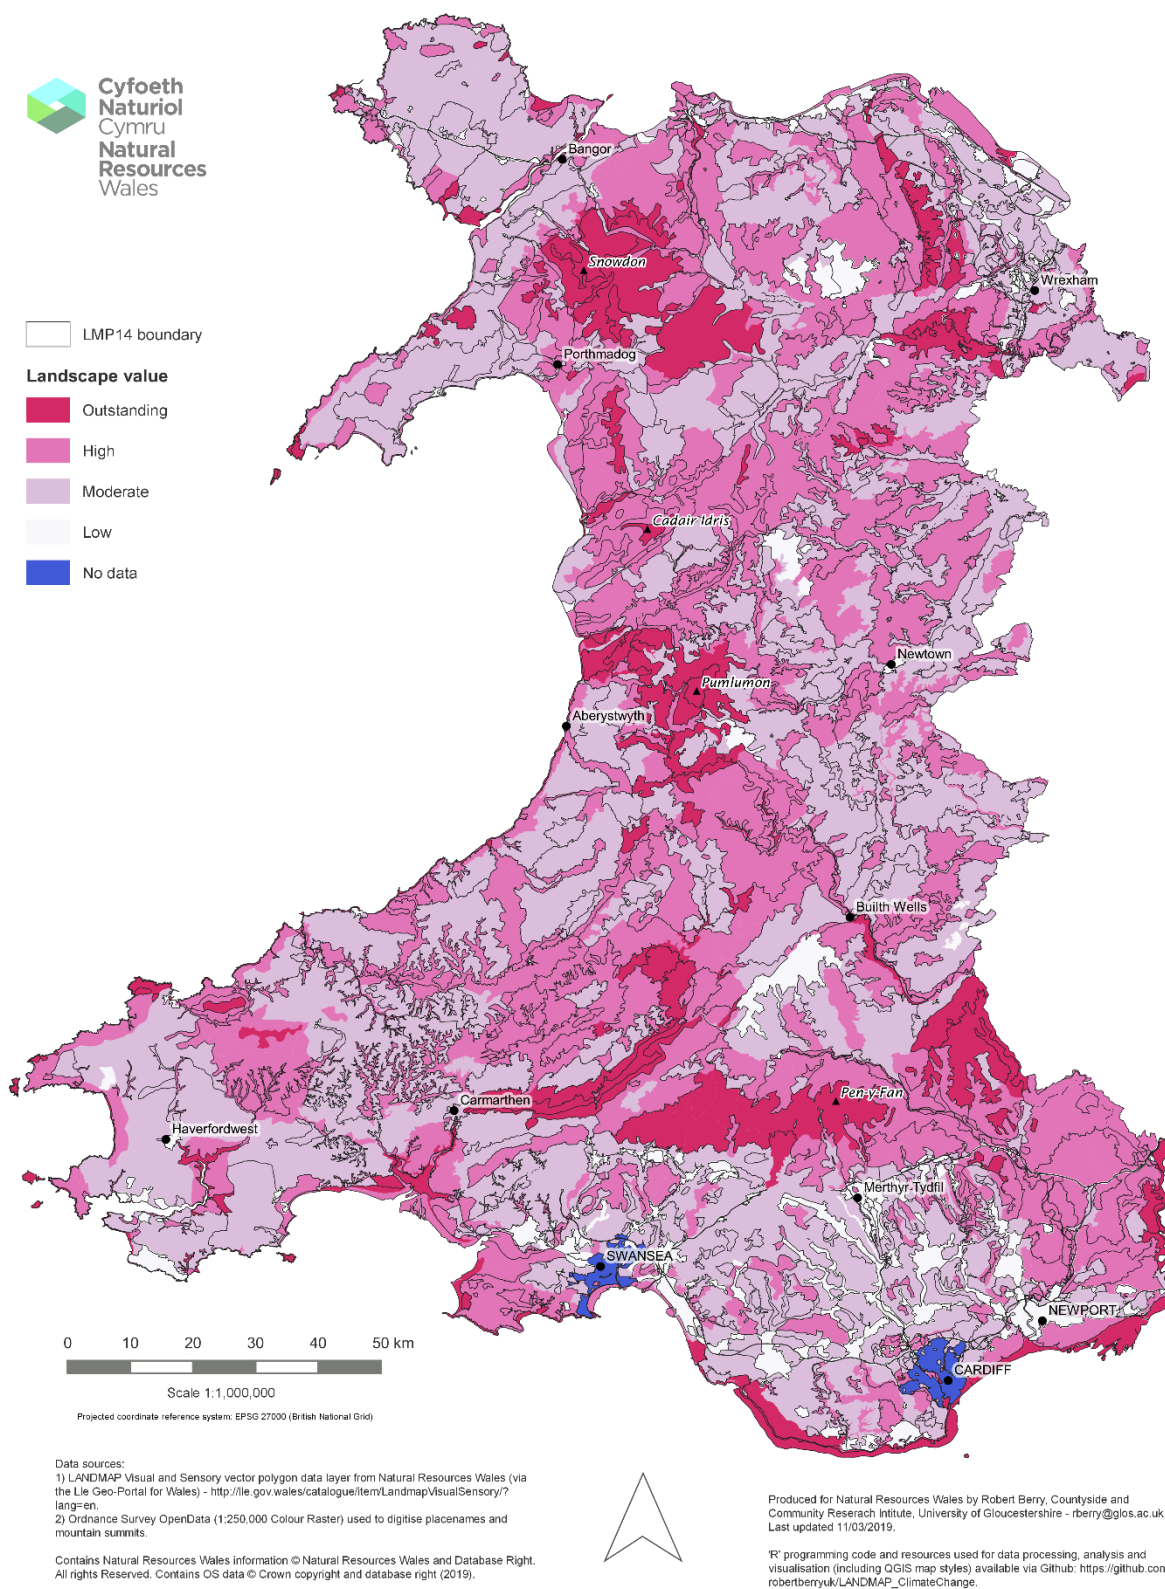 Cyfoeth
Naturiol
Cymru
Natural
Resources
Wales
Bangor
Snowdon
Wrexham
LMP14 boundary
Landscape value
Outstanding
High
Moderate
Low
No data
Porthmadog
Cadair Idris
Newtown
Pumlumon
Aberystwyth
Builth Wells
Pen-y-Fan
Carmarthen
Haverfordwest
Merthyr-Tydfil
SWANSEA
NEWPORT
CARDIFF
0 10 20 30 40 50 km
Scale 1:1,000,000
Projected coordinate reference system: EPSG 27000 (British National Grid)
Data sources:
1) LANDMAP Visual and Sensory vector polygon data layer from Natural Resources Wales (via
the Lle Geo-Portal for Wales) - http://lle.gov.wales/catalogue/item/LandmapVisualSensory/?
lang=en.
2) Ordnance Survey OpenData (1:250,000 Colour Raster) used to digitise placenames and
mountain summits.
Contains Natural Resources Wales information © Natural Resources Wales and Database Right.
All rights Reserved. Contains OS data © Crown copyright and database right (2019).
Produced for Natural Resources Wales by Robert Berry, Countyside and
Community Reserach Intitute, University of Gloucestershire - rberry@glos.ac.uk
Last updated 11/03/2019.
'R' programming code and resources used for data processing, analysis and
visualisation (including QGIS map styles) available via Github: https://github.con
robertberryuk/LANDMAP_ClimateChange.